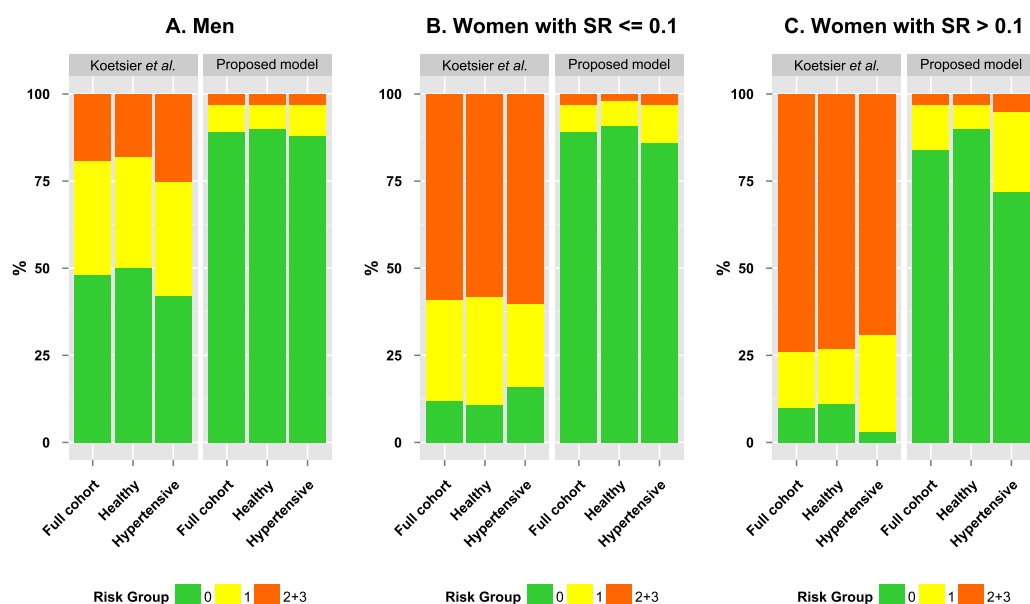 A. Men
Koetsier et al.
Proposed model
100
75
50
25
0
%
Full cohort
Healthy
Hypertensive
Full cohort
Healthy
Hypertensive
Risk Group 0 1 2+3
B. Women with SR <= 0.1
Koetsier et al.
Proposed model
100
75
50
25
0
%
Full cohort
Healthy
Hypertensive
Full cohort
Healthy
Hypertensive
Risk Group 0 1 2+3
C. Women with SR > 0.1
Koetsier et al.
Proposed model
100
75
50
25
0
%
Full cohort
Healthy
Hypertensive
Full cohort
Healthy
Hypertensive
Risk Group 0 1 2+3